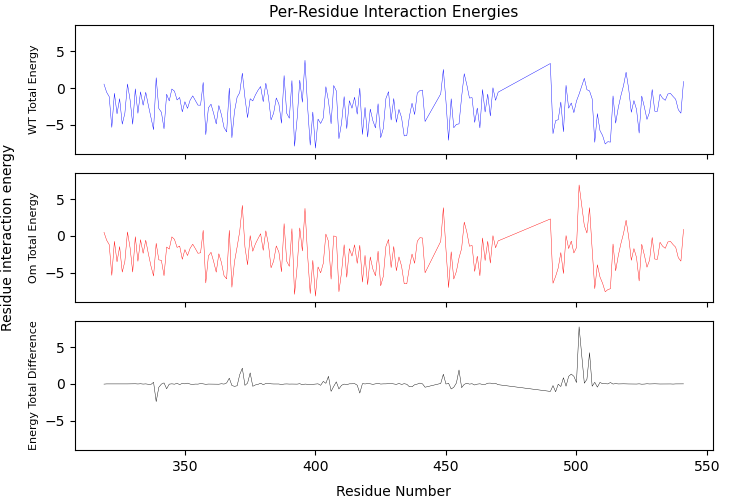 Per-Residue Interaction Energies
Residue interaction energy
WT Total Energy
5
0
−5
Om Total Energy
5
0
−5
Energy Total Difference
5
0
−5
350
400
450
500
550
Residue Number